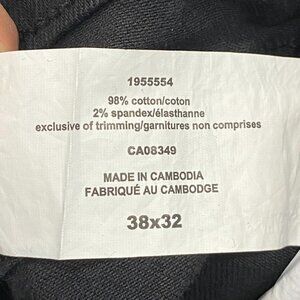 1955554
98% cotton/coton
2% spandex/élasthanne
exclusive of trimming/garnitures non comprises
CA08349
MADE IN CAMBODIA
FABRIQUÉ AU CAMBODGE
38x32